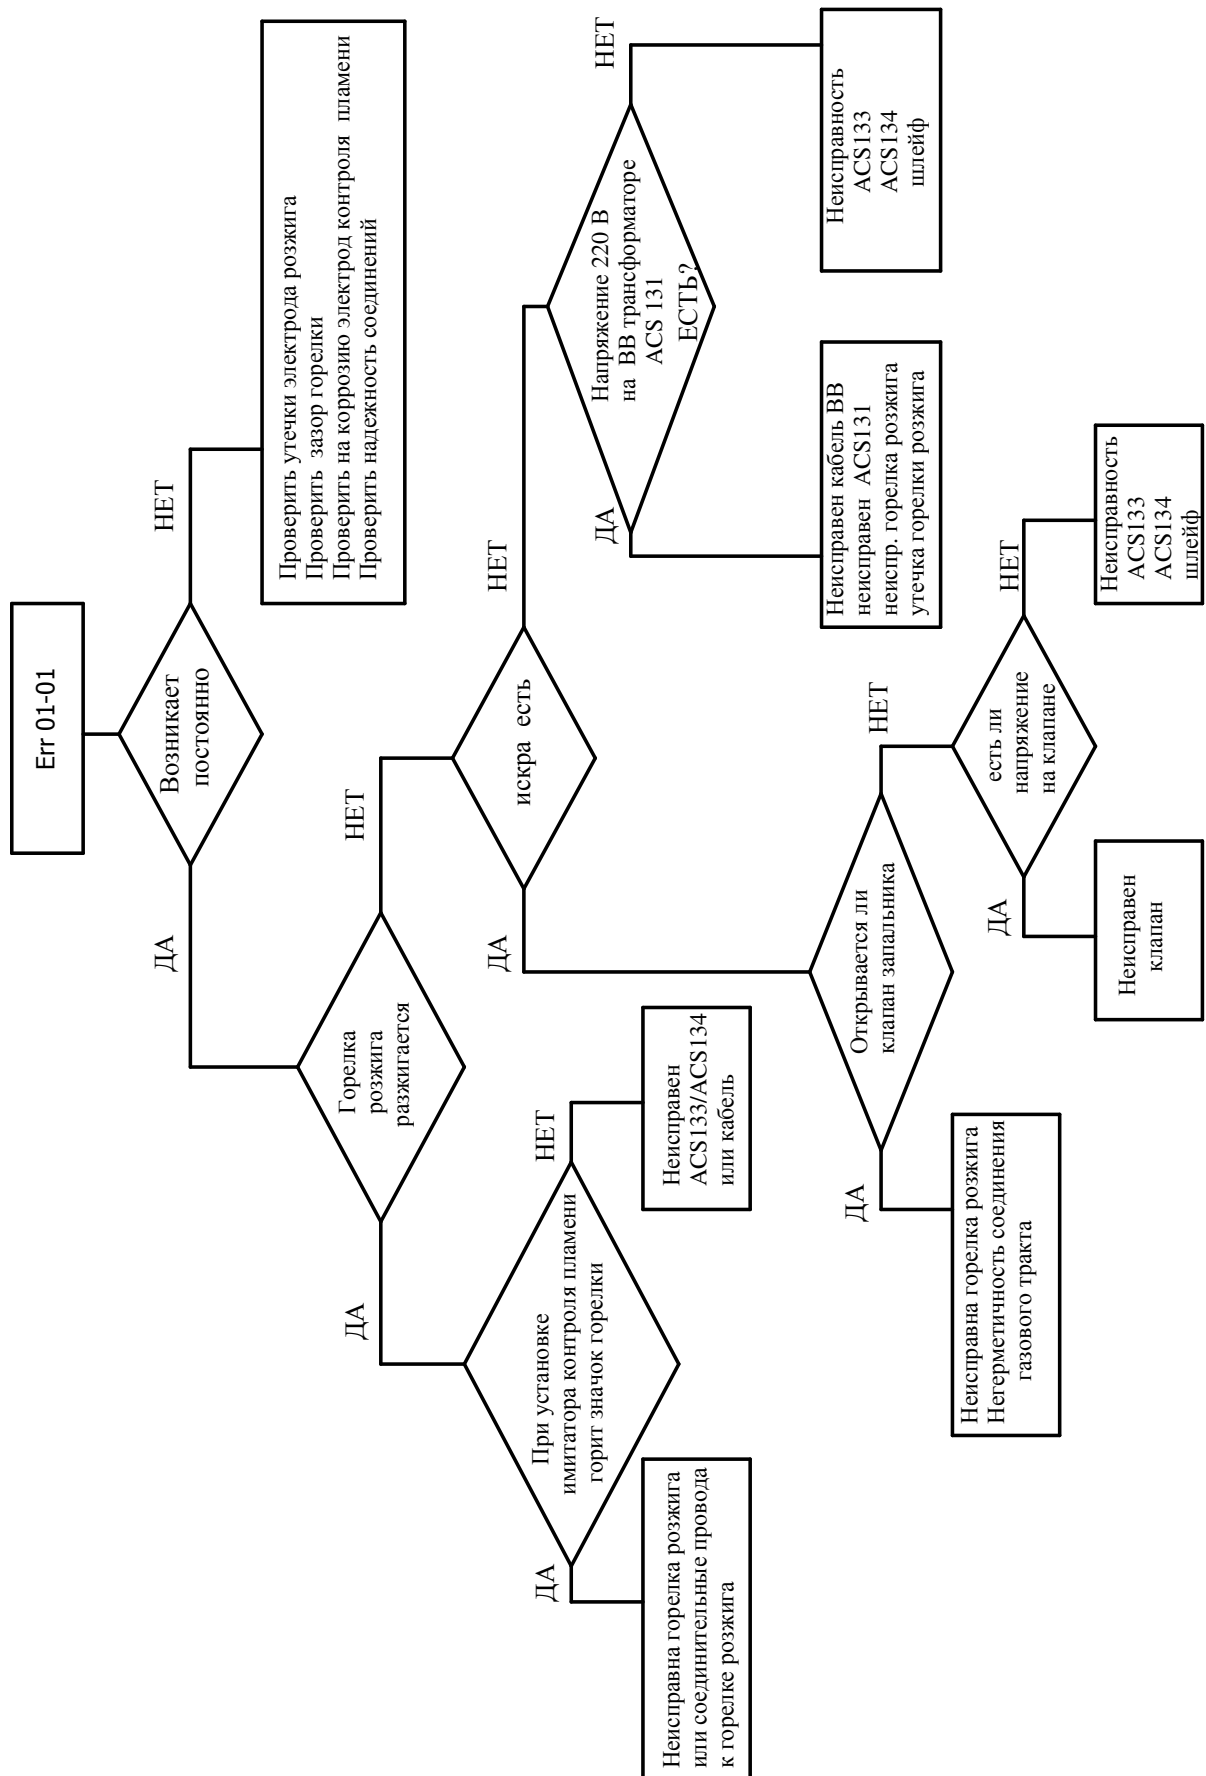 Err 01-01
Возникает
постоянно
ДА
НЕТ
Проверить утечки электрода розжига
Проверить зазор горелки
Проверить на коррозию электрод контроля пламени
Проверить надежность соединений
Горелка
розжига
разжигается
ДА
НЕТ
При установке
имитатора контроля пламени
горит значок горелки
ДА
НЕТ
Неисправна горелка розжига
или соединительные провода
к горелке розжига
Неисправен
ACS133/ACS134
или кабель
искра есть
ДА
НЕТ
Открывается ли
клапан запальника
ДА
НЕТ
Неисправна горелка розжига
Негерметичность соединения
газового тракта
есть ли
напряжение
на клапане
ДА
НЕТ
Неисправен
клапан
Неисправность
ACS133
ACS134
шлейф
Напряжение 220 В
на ВВ трансформаторе
ACS 131
ЕСТЬ?
ДА
НЕТ
Неисправен кабель ВВ
неисправен ACS131
неиспр. горелка розжига
утечка горелки розжига
Неисправность
ACS133
ACS134
шлейф